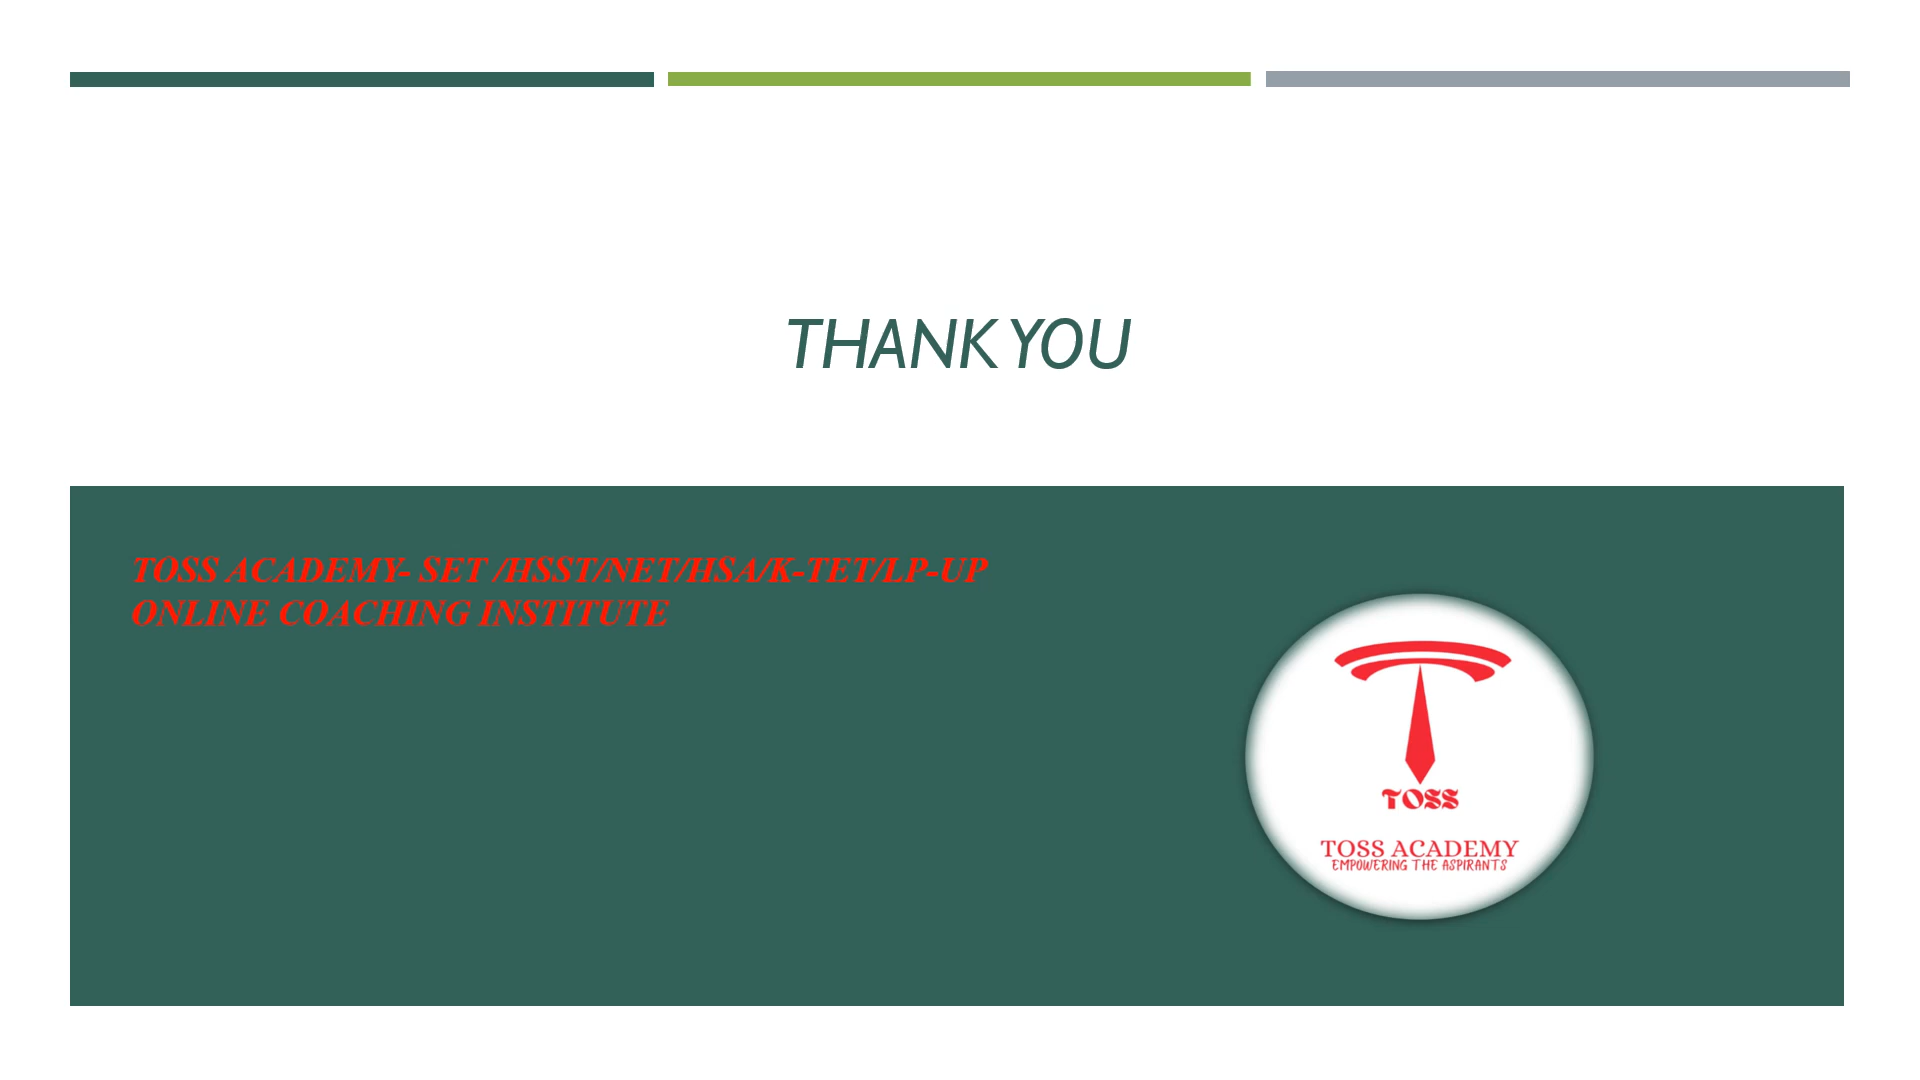 THANK YOU
TOSS ACADEMY- SET /HSST/NET/HSA/K-TET/LP-UP
ONLINE COACHING INSTITUTE
TOSS
TOSS ACADEMY
EMPOWERING THE ASPIRANTS